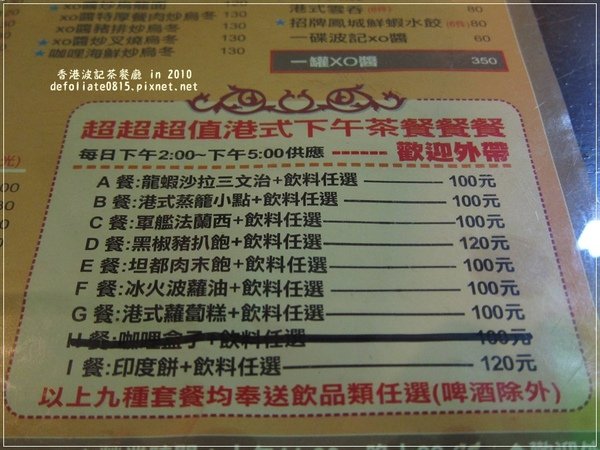 xo醬特厚餐肉炒烏冬 130
xo醬豬排炒烏冬 130
★xo醬炒叉燒烏冬 130
★咖哩海鮮炒烏冬 130
港式雲吞(8件) 80
★招牌鳳城鮮蝦水餃(6件) 80
一碟波記xo醬 60
一罐XO醬 350
香港波記茶餐廳 in 2010
defoliate0815.pixnet.net
超超超值港式下午茶餐餐餐
每日下午2:00~下午5:00供應 ------ 歡迎外帶
A 餐:龍蝦沙拉三文治+飲料任選 100元
B 餐:港式蒸籠小點+飲料任選 100元
C 餐:軍艦法蘭西+飲料任選 100元
D 餐:黑椒豬扒飽+飲料任選 120元
E 餐:坦都肉末飽+飲料任選 100元
F 餐:冰火波蘿油+飲料任選 100元
G 餐:港式蘿蔔糕+飲料任選 100元
H 餐:咖哩盒子+飲料任選 100元
I 餐:印度餅+飲料任選 120元
以上九種套餐均奉送飲品類任選(啤酒除外)